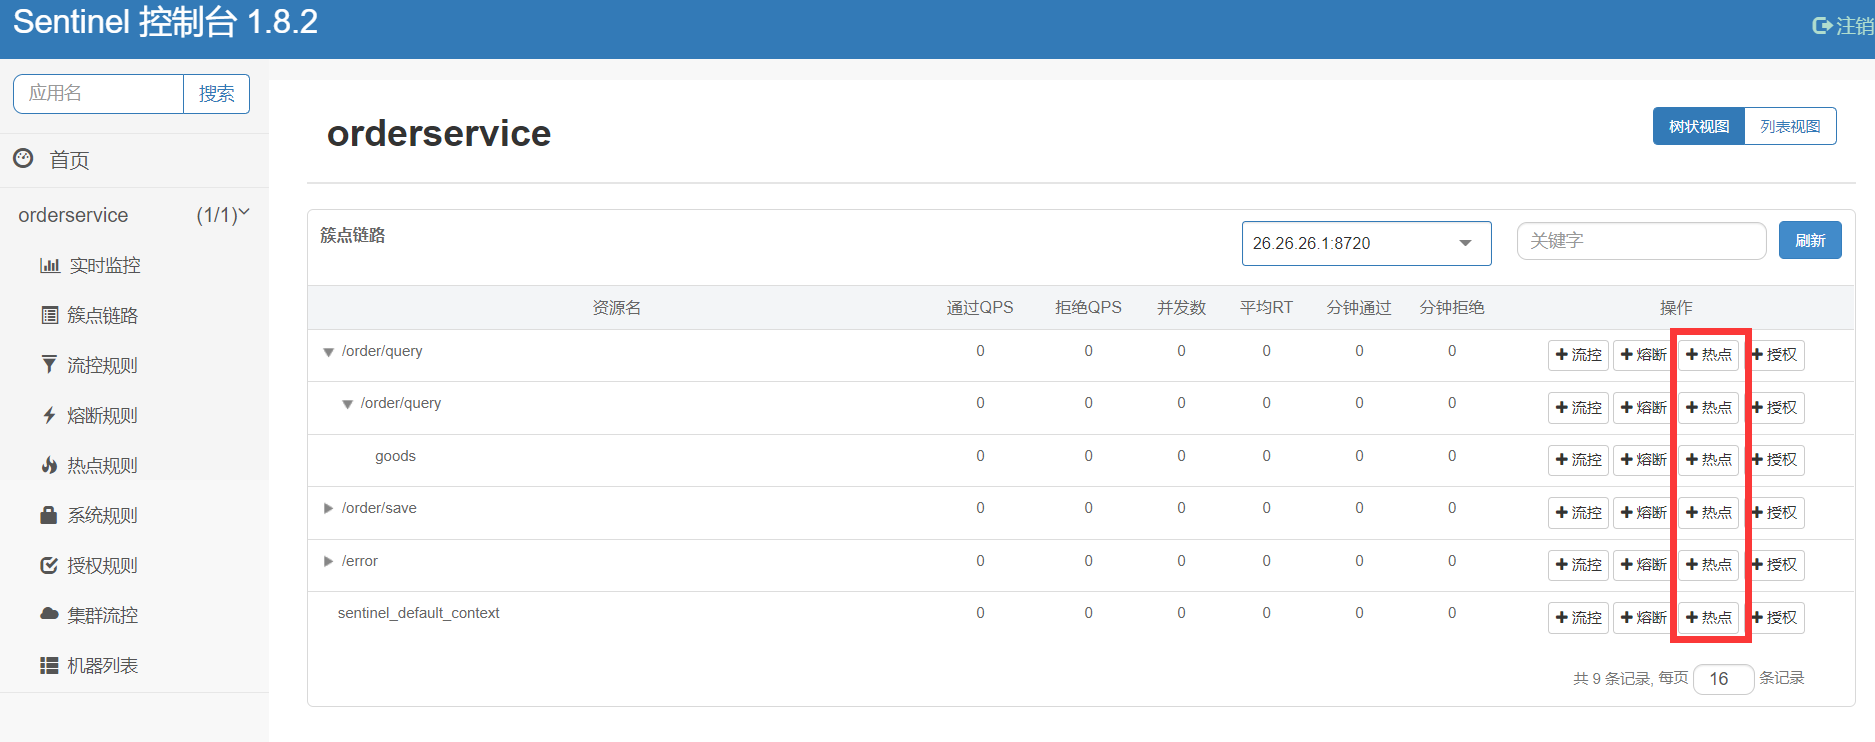 Sentinel 控制台 1.8.2
注销
应用名 搜索
首页
orderservice (1/1)
实时监控
簇点链路
流控规则
熔断规则
热点规则
系统规则
授权规则
集群流控
机器列表
orderservice
树状视图 列表视图
簇点链路 26.26.26.1:8720 关键字 刷新
资源名 通过QPS 拒绝QPS 并发数 平均RT 分钟通过 分钟拒绝 操作
/order/query 0 0 0 0 0 0 流控 熔断 热点 授权
/order/query 0 0 0 0 0 0 流控 熔断 热点 授权
goods 0 0 0 0 0 0 流控 熔断 热点 授权
/order/save 0 0 0 0 0 0 流控 熔断 热点 授权
/error 0 0 0 0 0 0 流控 熔断 热点 授权
sentinel_default_context 0 0 0 0 0 0 流控 熔断 热点 授权
共 9 条记录, 每页 16 条记录